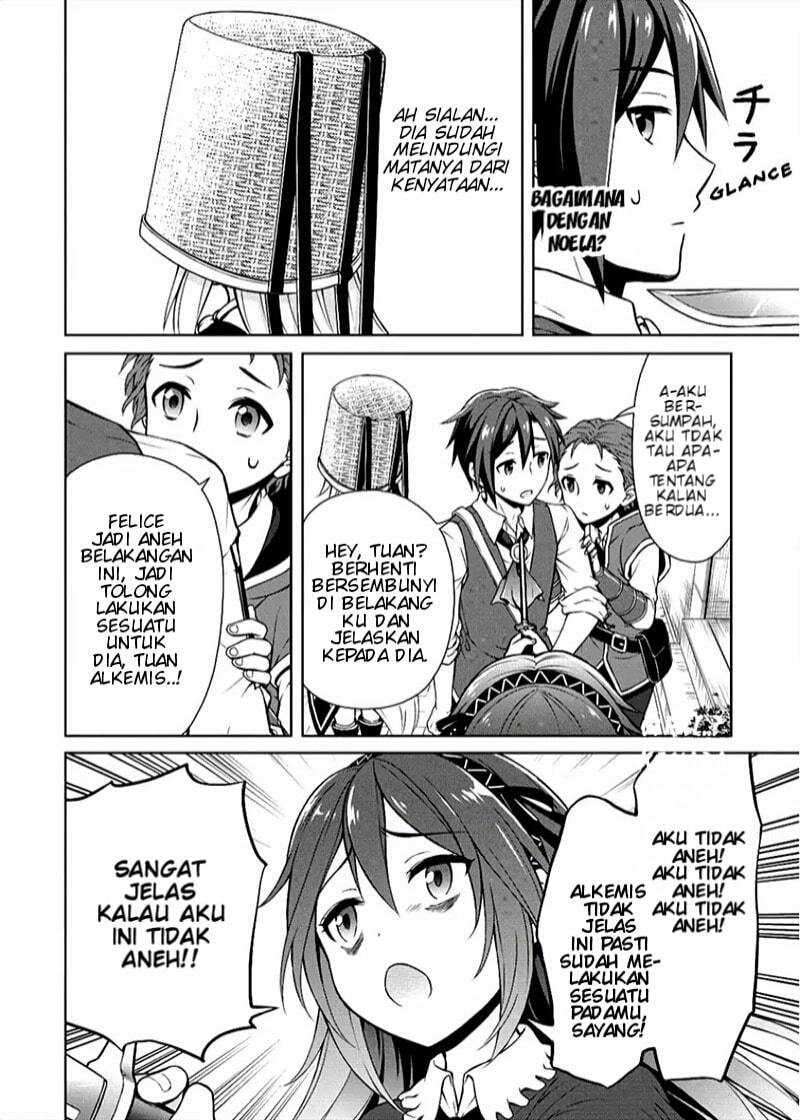 チラ
GLANCE
BAGAIMANA
DENGAN
NOELA?
AH SIALAN...
DIA SUDAH
MELINDUNGI
MATANYA DARI
KENYATAAN...
A-AKU
BER-
SUMPAH,
AKU TIDAK
TAU APA-
APA
TENTANG
KALAN
BERDUA...
HEY, TUAN?
BERHENTI
BERSEMBUNYI
DI BELAKANG
KU DAN
JELASKAN
KEPADA DIA.
FELICE
JADI ANEH
BELAKANGAN
INI, JADI
TOLONG
LAKUKAN
SESUATU
UNTUK
DIA, TUAN
ALKEMIS..!
AKU TIDAK
ANEH!
AKU TIDAK
ANEH!
AKU TIDAK
ANEH!
ALKEMIS
TIDAK
JELAS
INI PASTI
SUDAH ME-
LAKUKAN
SESUATU
PADAMU,
SAYANG!
SANGAT
JELAS
KALAU AKU
INI TIDAK
ANEH!!